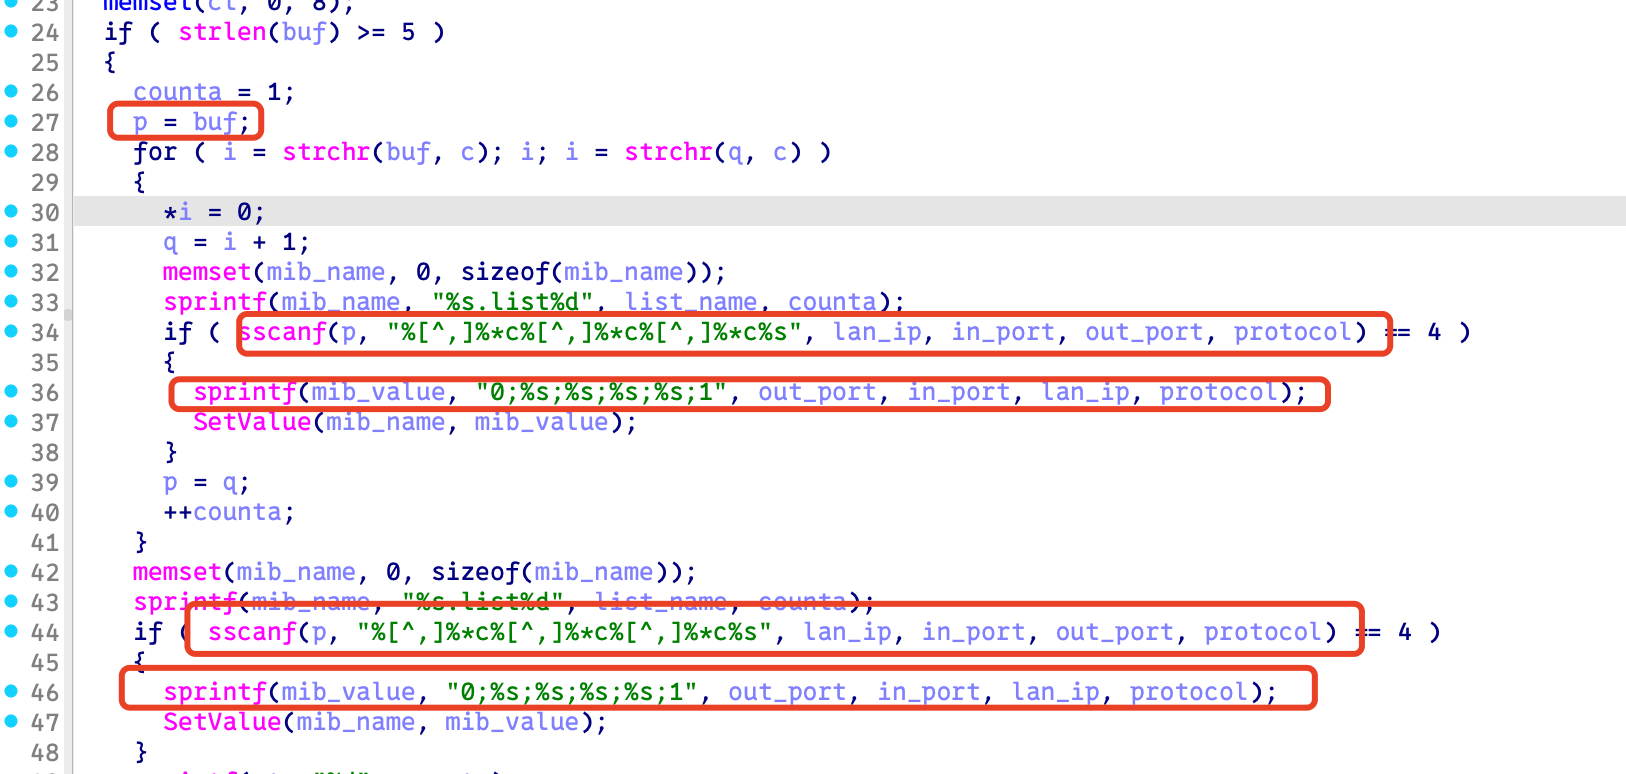 23 memset(ct, 0, 8);
24 if ( strlen(buf) >= 5 )
25 {
26 counta = 1;
27 p = buf;
28 for ( i = strchr(buf, c); i; i = strchr(q, c) )
29 {
30 *i = 0;
31 q = i + 1;
32 memset(mib_name, 0, sizeof(mib_name));
33 sprintf(mib_name, "%s.list%d", list_name, counta);
34 if ( sscanf(p, "%[^,]%*c%[^,]%*c%[^,]%*c%s", lan_ip, in_port, out_port, protocol) == 4 )
35 {
36 sprintf(mib_value, "0;%s;%s;%s;%s;1", out_port, in_port, lan_ip, protocol);
37 SetValue(mib_name, mib_value);
38 }
39 p = q;
40 ++counta;
41 }
42 memset(mib_name, 0, sizeof(mib_name));
43 sprintf(mib_name, "%s.list%d", list_name, counta);
44 if ( sscanf(p, "%[^,]%*c%[^,]%*c%[^,]%*c%s", lan_ip, in_port, out_port, protocol) == 4 )
45 {
46 sprintf(mib_value, "0;%s;%s;%s;%s;1", out_port, in_port, lan_ip, protocol);
47 SetValue(mib_name, mib_value);
48 }